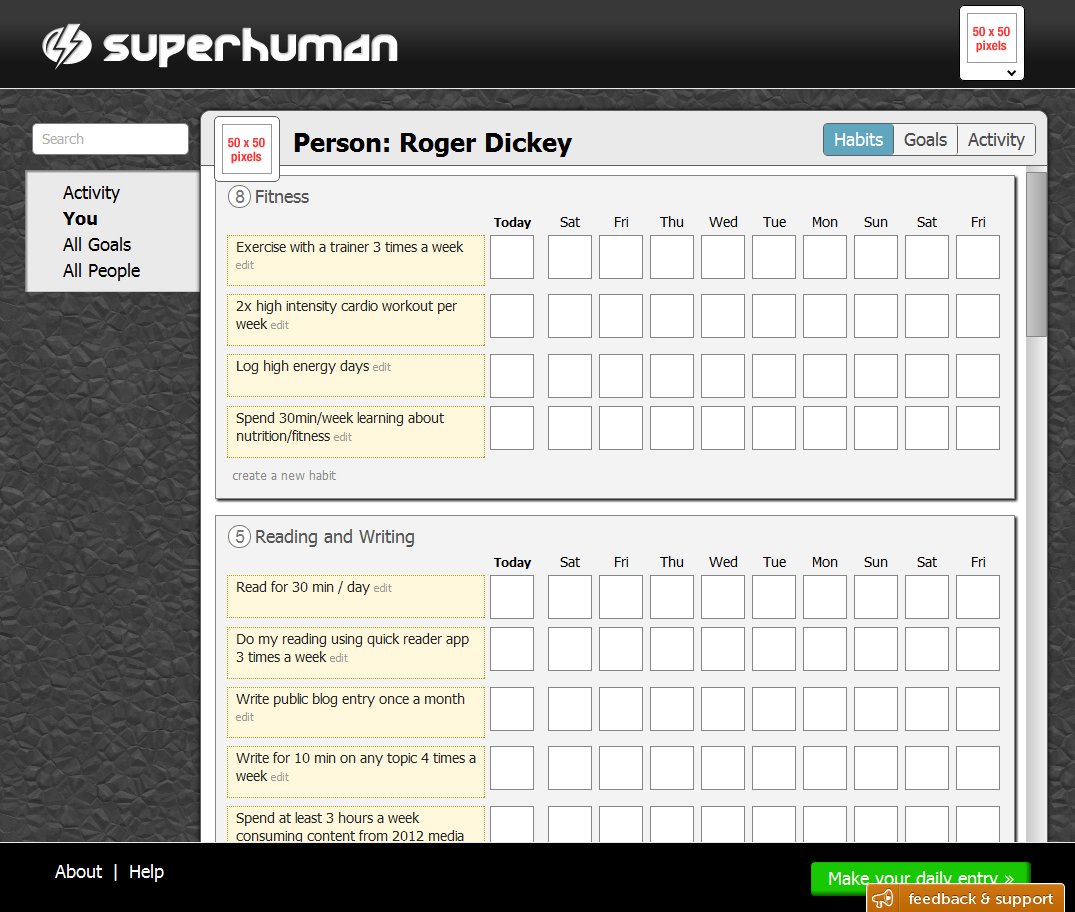 superhuman
50 x 50
pixels
Search
50 x 50
pixels
Person: Roger Dickey
Habits Goals Activity
Activity
You
All Goals
All People
8 Fitness
Today Sat Fri Thu Wed Tue Mon Sun Sat Fri
Exercise with a trainer 3 times a week
edit
2x high intensity cardio workout per
week edit
Log high energy days edit
Spend 30min/week learning about
nutrition/fitness edit
create a new habit
5 Reading and Writing
Today Sat Fri Thu Wed Tue Mon Sun Sat Fri
Read for 30 min / day edit
Do my reading using quick reader app
3 times a week edit
Write public blog entry once a month
edit
Write for 10 min on any topic 4 times a
week edit
Spend at least 3 hours a week
consuming content from 2012 media
About | Help
Make your daily entry »
feedback & support